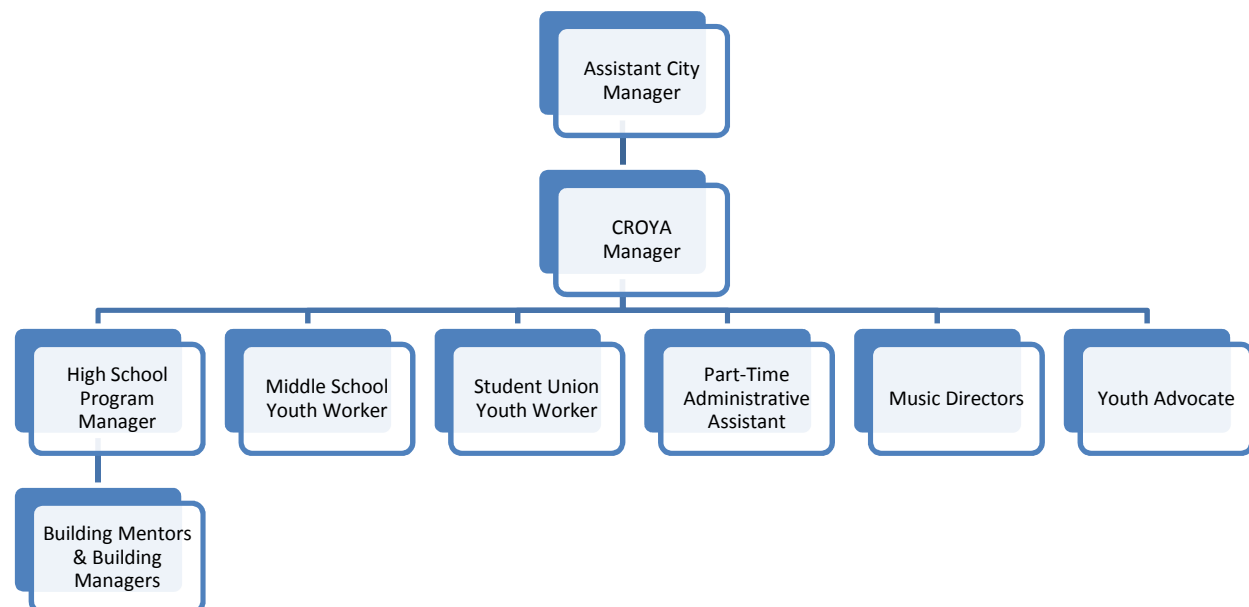 Assistant City
Manager
CROYA
Manager
High School
Program
Manager
Middle School
Youth Worker
Student Union
Youth Worker
Part-Time
Administrative
Assistant
Music Directors
Youth Advocate
Building Mentors
& Building
Managers